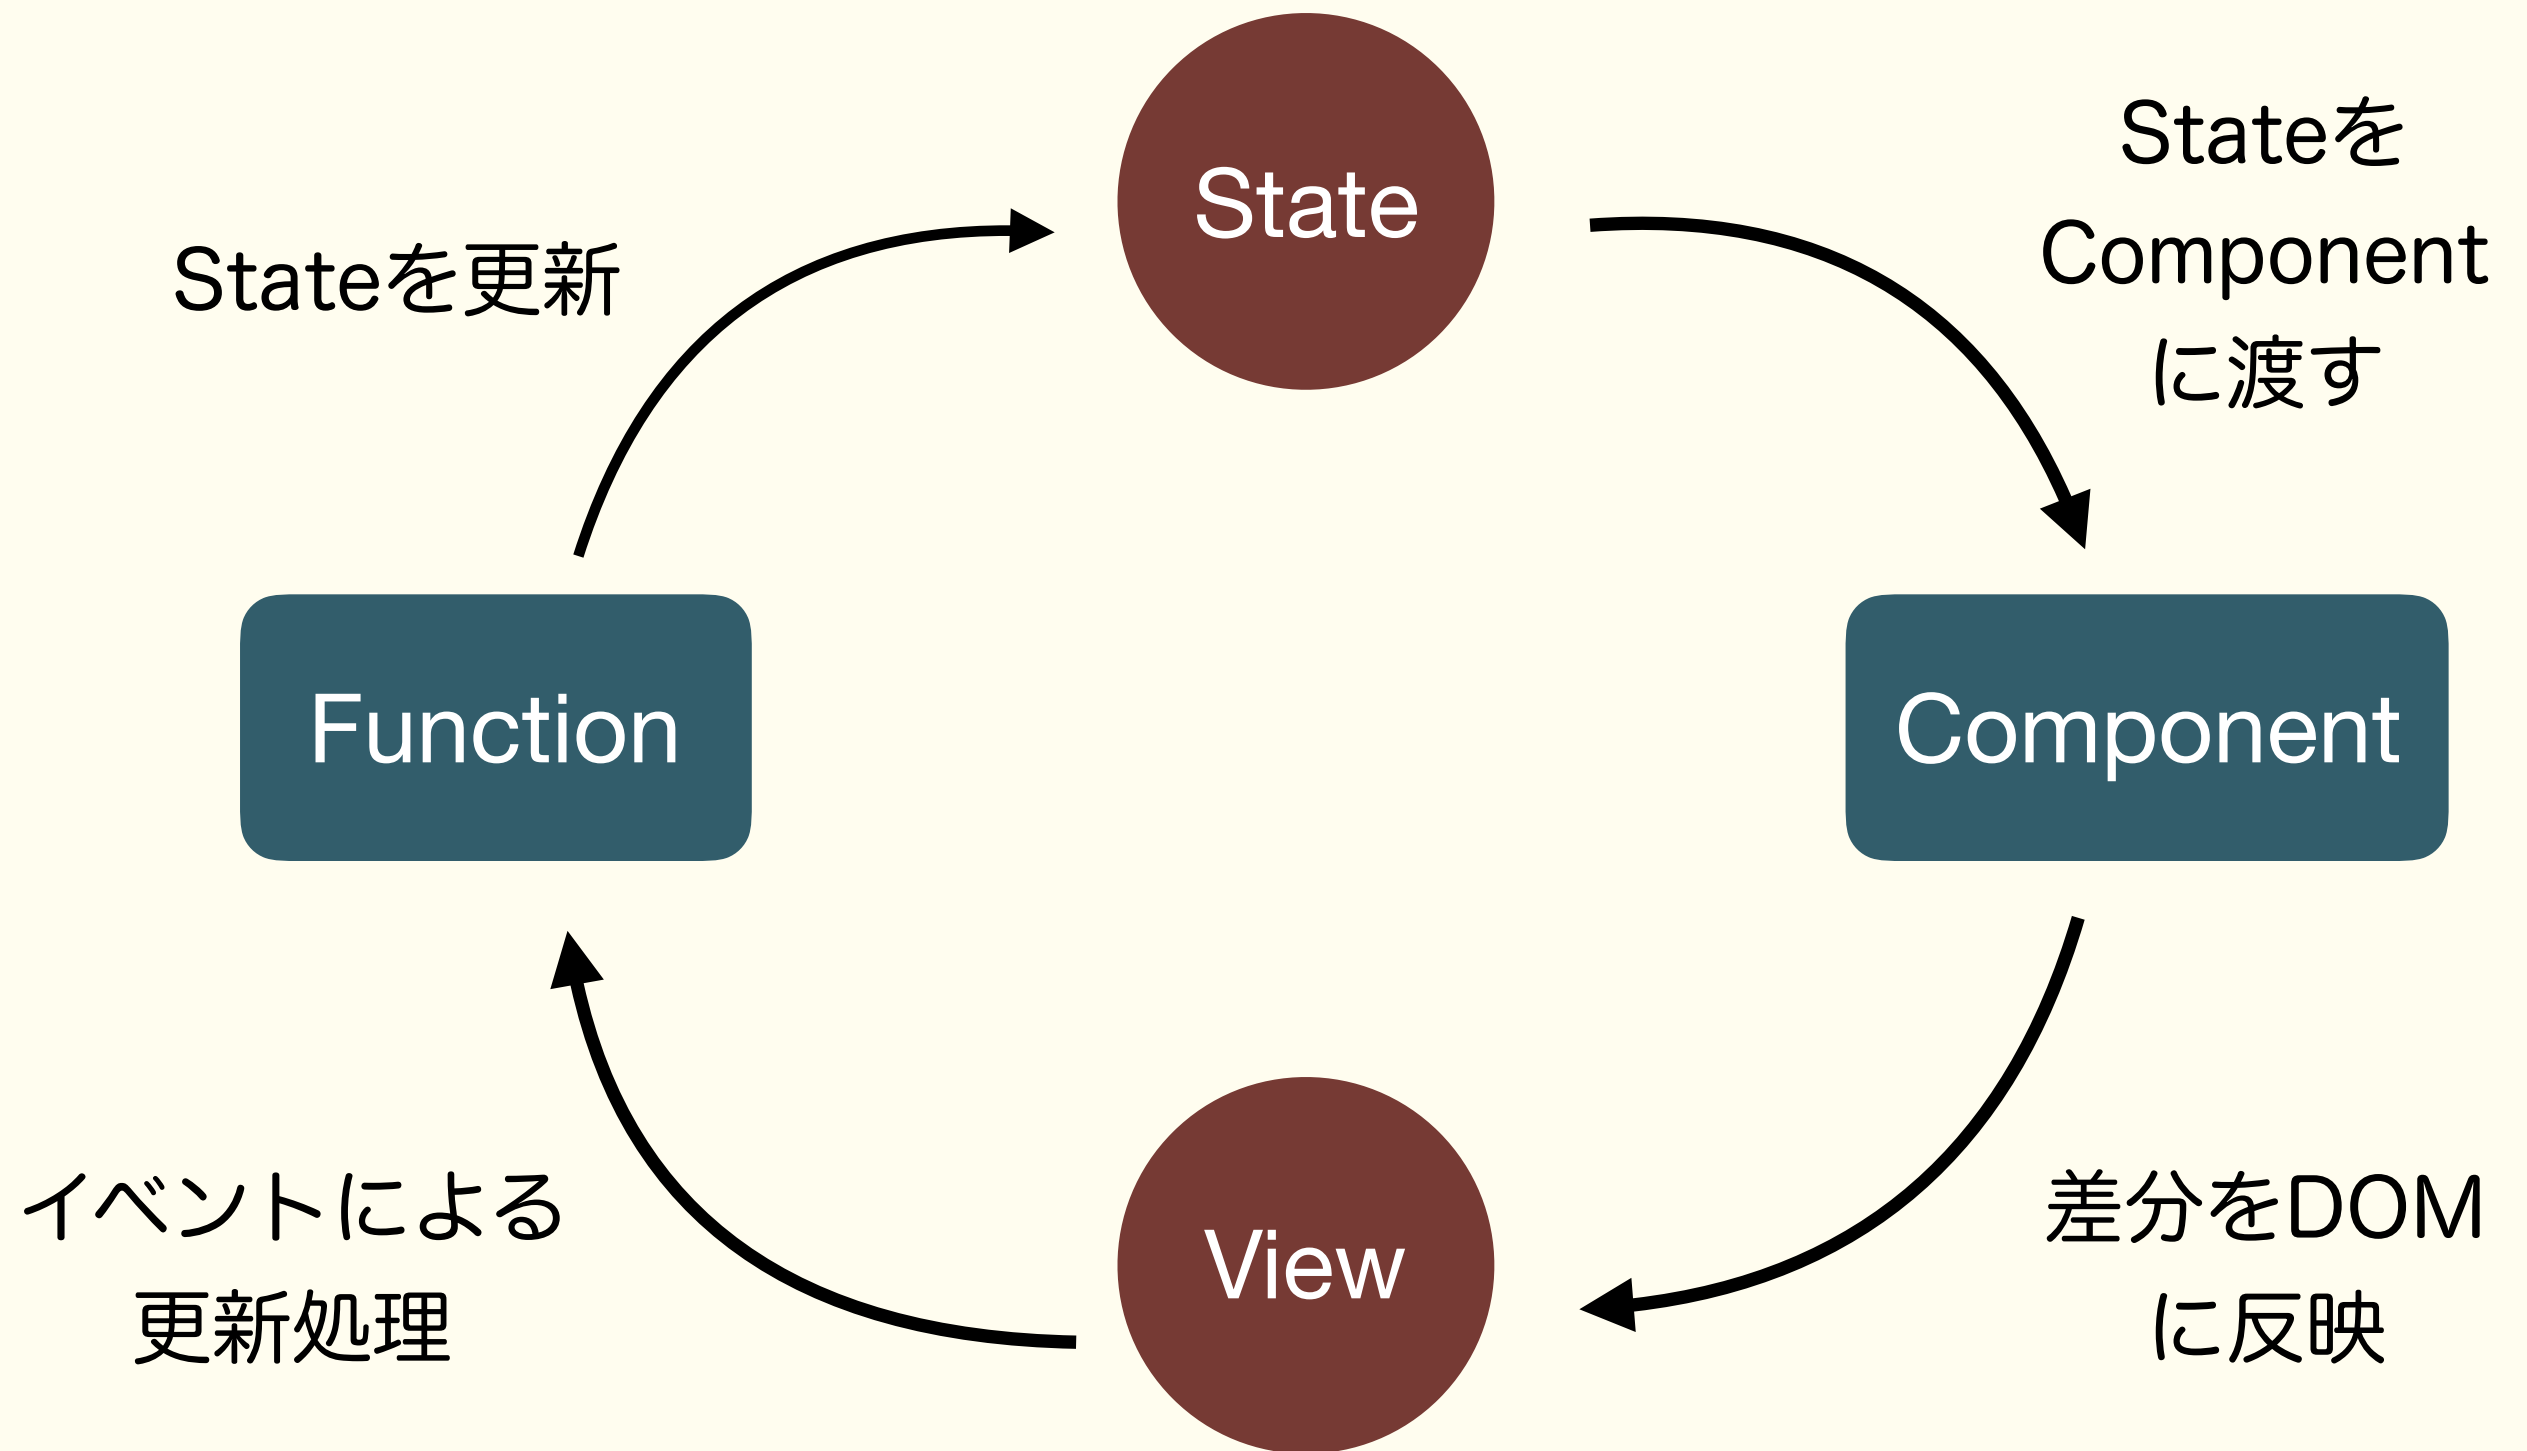 State
Stateを
Component
に渡す
Stateを更新
Function
Component
イベントによる
更新処理
View
差分をDOM
に反映